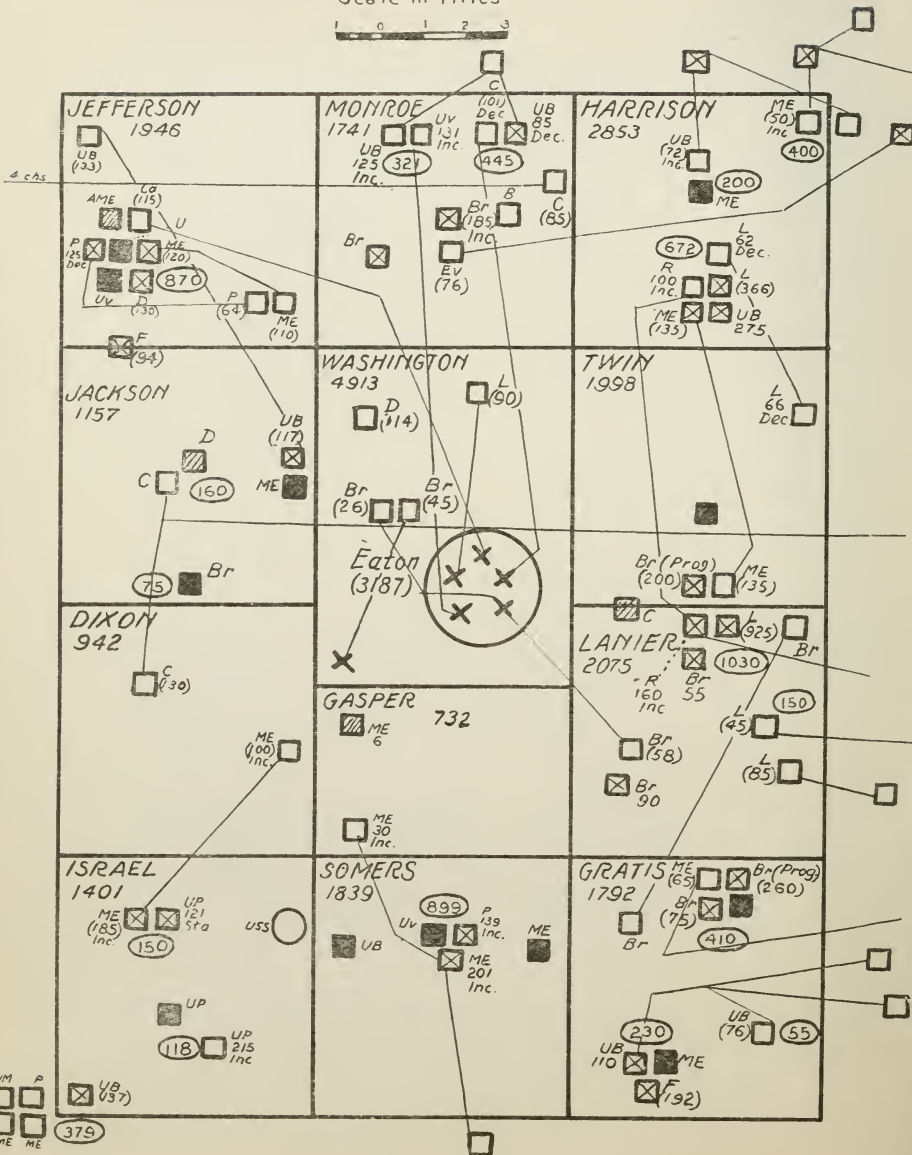 Scale in Miles
1 0 1 2 3
JEFFERSON
1946
UB
(133)
4 chs
AME
La
(115)
U
P
125
Dec
ME
(120)
Uv
D
(130)
870
P
(64)
ME
(110)
F
(94)
MONROE
1741
UB
125
Inc.
Uv
131
Inc.
321
C
(101)
Dec
UB
85
Dec.
445
C
(85)
Br
Br
(185)
Inc
B
Ev
(76)
HARRISON
2853
ME
(50)
Inc
400
UB
(72)
Inc.
200
ME
672
L
62
Dec.
R
100
Inc.
L
(366)
ME
(135)
UB
275
JACKSON
1157
UB
(117)
D
C
160
ME
75
Br
WASHINGTON
4913
L
(90)
D
(114)
Br
(26)
Br
(45)
Eaton
(3187)
TWIN
1998
L
66
Dec
Br (Prog)
(200)
ME
(135)
DIXON
942
C
(130)
ME
(100)
Inc.
GASPER
732
ME
6
ME
30
Inc.
LANIER
2075
C
L
(925)
Br
R
160
Inc
Br
55
1030
150
L
(45)
Br
(58)
L
(85)
Br
90
ISRAEL
1401
ME
(185)
Inc.
UP
121
Sta
150
USS
UP
118
UP
215
Inc
UB
(37)
P
ME
ME
379
SOMERS
1839
899
Uv
P
139
Inc.
UB
ME
201
Inc.
ME
GRATIS
1792
ME
(65)
Br (Prog)
(260)
Br
(75)
Br
410
230
UB
110
ME
F
(192)
UB
(76)
55